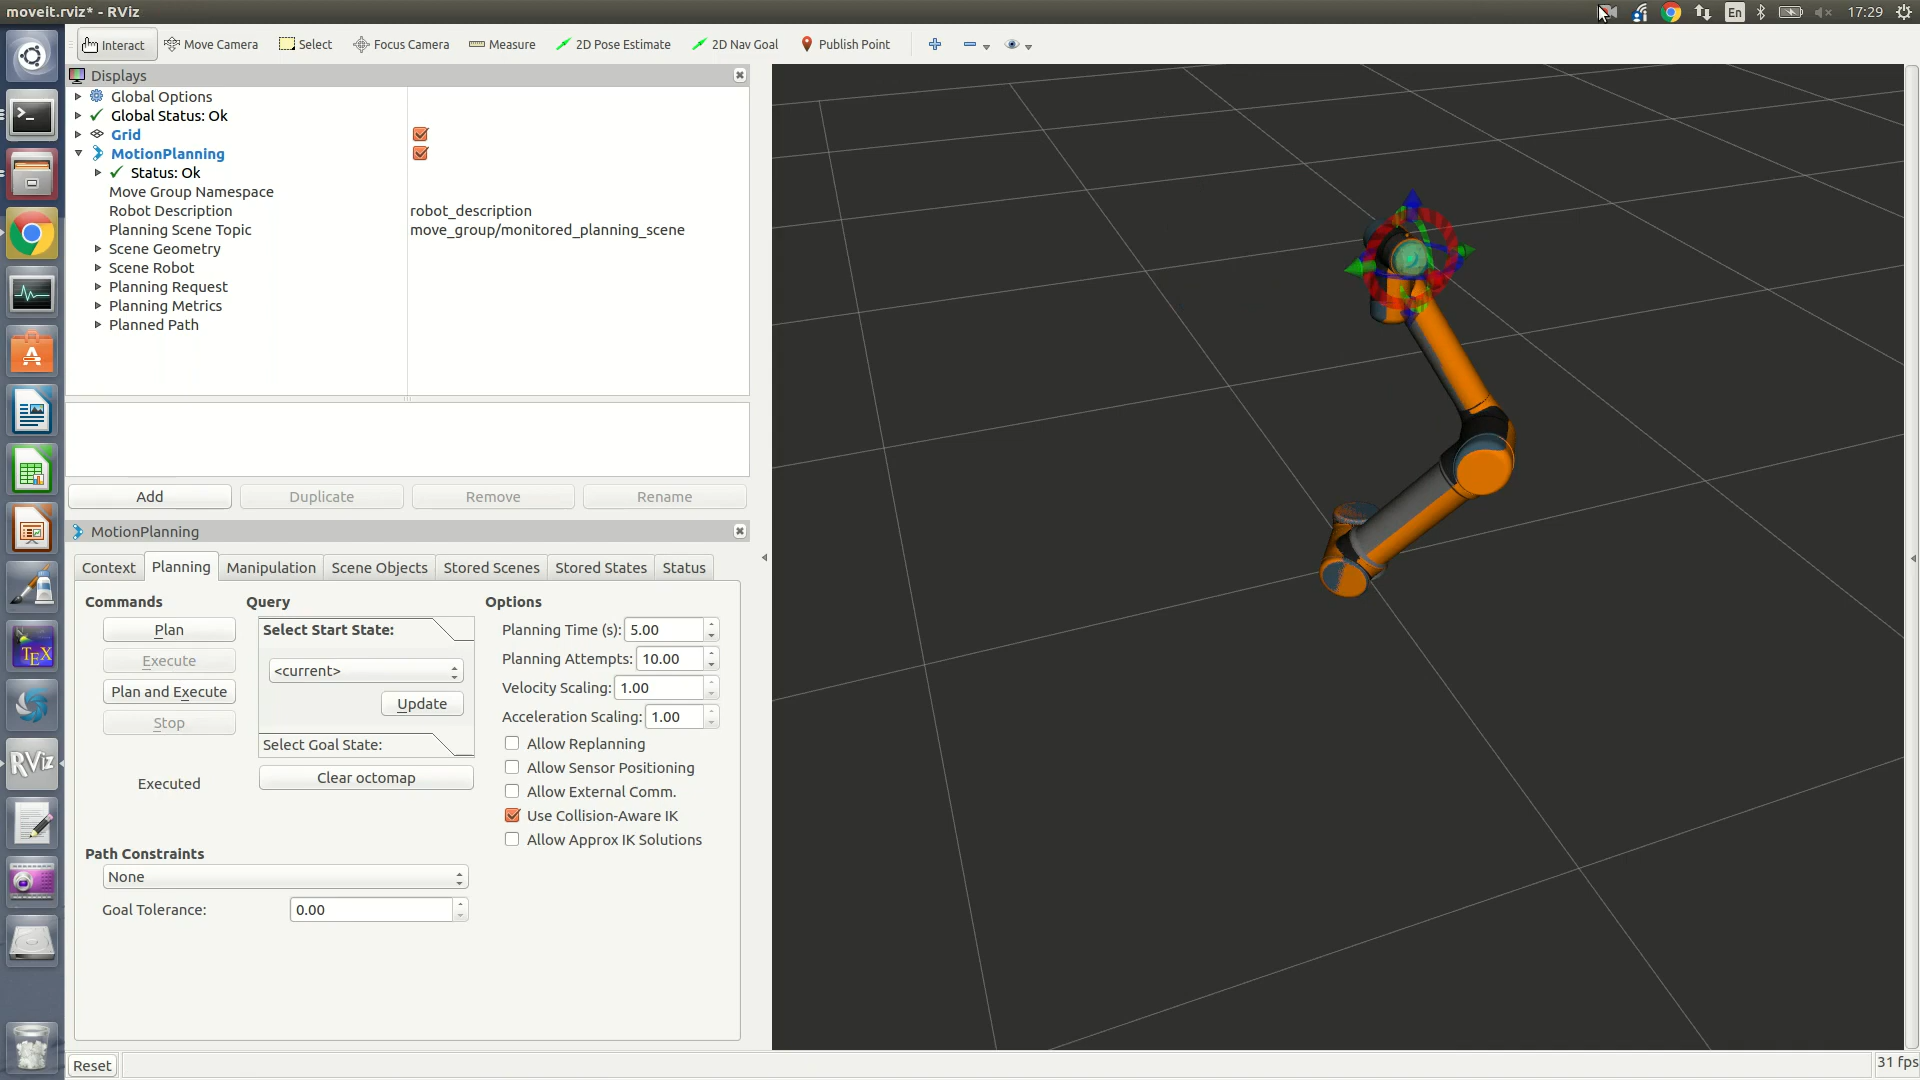 moveit.rviz* - RViz
En
17:29
Interact
Move Camera
Select
Focus Camera
Measure
2D Pose Estimate
2D Nav Goal
Publish Point
Displays
Global Options
Global Status: Ok
Grid
MotionPlanning
Status: Ok
Move Group Namespace
Robot Description robot_description
Planning Scene Topic move_group/monitored_planning_scene
Scene Geometry
Scene Robot
Planning Request
Planning Metrics
Planned Path
Add
Duplicate
Remove
Rename
MotionPlanning
Context
Planning
Manipulation
Scene Objects
Stored Scenes
Stored States
Status
Commands
Plan
Execute
Plan and Execute
Stop
Executed
Query
Select Start State:
<current>
Update
Select Goal State:
Clear octomap
Options
Planning Time (s): 5.00
Planning Attempts: 10.00
Velocity Scaling: 1.00
Acceleration Scaling: 1.00
Allow Replanning
Allow Sensor Positioning
Allow External Comm.
Use Collision-Aware IK
Allow Approx IK Solutions
Path Constraints
None
Goal Tolerance: 0.00
TEX
RViz
Reset
31 fps